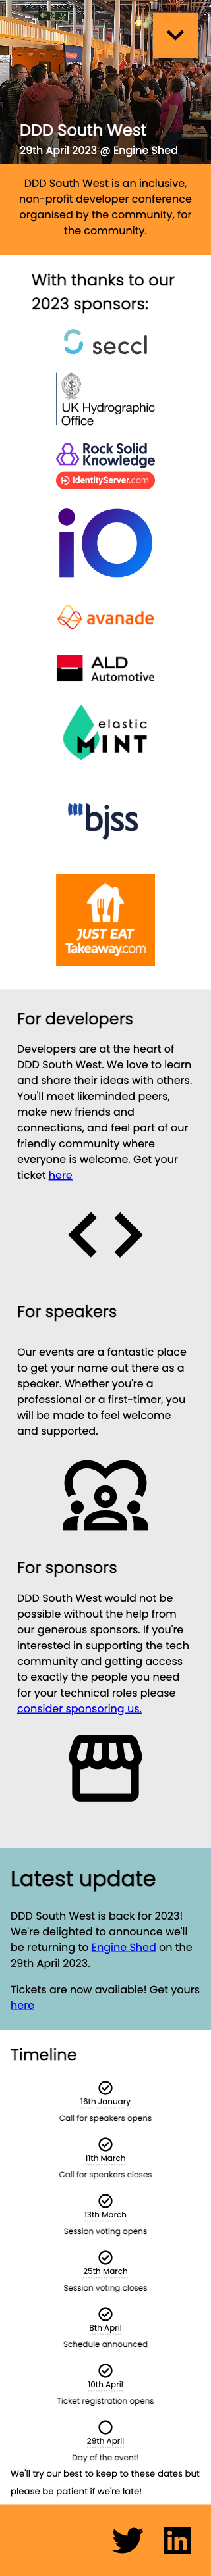 DDD South West
29th April 2023 @ Engine Shed
DDD South West is an inclusive,
non-profit developer conference
organised by the community, for
the community.
With thanks to our
2023 sponsors:
seccl
UK Hydrographic
Office
Rock Solid
Knowledge
IdentityServer.com
iO
avanade
ALD
Automotive
elastic
MINT
bjss
JUST EAT
Takeaway.com
For developers
Developers are at the heart of
DDD South West. We love to learn
and share their ideas with others.
You'll meet likeminded peers,
make new friends and
connections, and feel part of our
friendly community where
everyone is welcome. Get your
ticket here
For speakers
Our events are a fantastic place
to get your name out there as a
speaker. Whether you're a
professional or a first-timer, you
will be made to feel welcome
and supported.
For sponsors
DDD South West would not be
possible without the help from
our generous sponsors. If you're
interested in supporting the tech
community and getting access
to exactly the people you need
for your technical roles please
consider sponsoring us.
Latest update
DDD South West is back for 2023!
We're delighted to announce we'll
be returning to Engine Shed on the
29th April 2023.
Tickets are now available! Get yours
here
Timeline
16th January
Call for speakers opens
11th March
Call for speakers closes
13th March
Session voting opens
25th March
Session voting closes
8th April
Schedule announced
10th April
Ticket registration opens
29th April
Day of the event!
We'll try our best to keep to these dates but
please be patient if we're late!